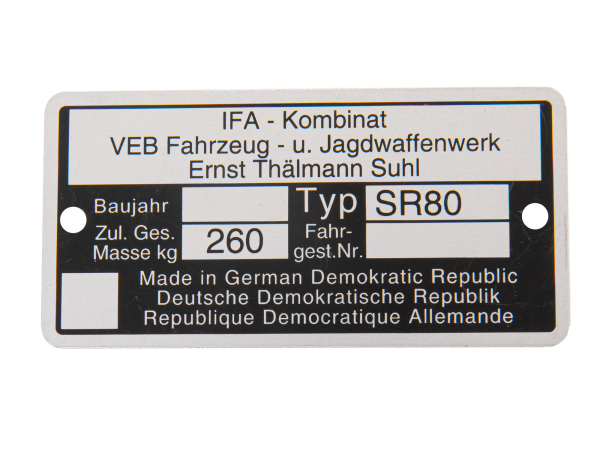 IFA - Kombinat
VEB Fahrzeug - u. Jagdwaffenwerk
Ernst Thälmann Suhl
Baujahr
Typ SR80
Zul. Ges.
Masse kg 260
Fahr-
gest.Nr.
Made in German Demokratic Republic
Deutsche Demokratische Republik
Republique Democratique Allemande